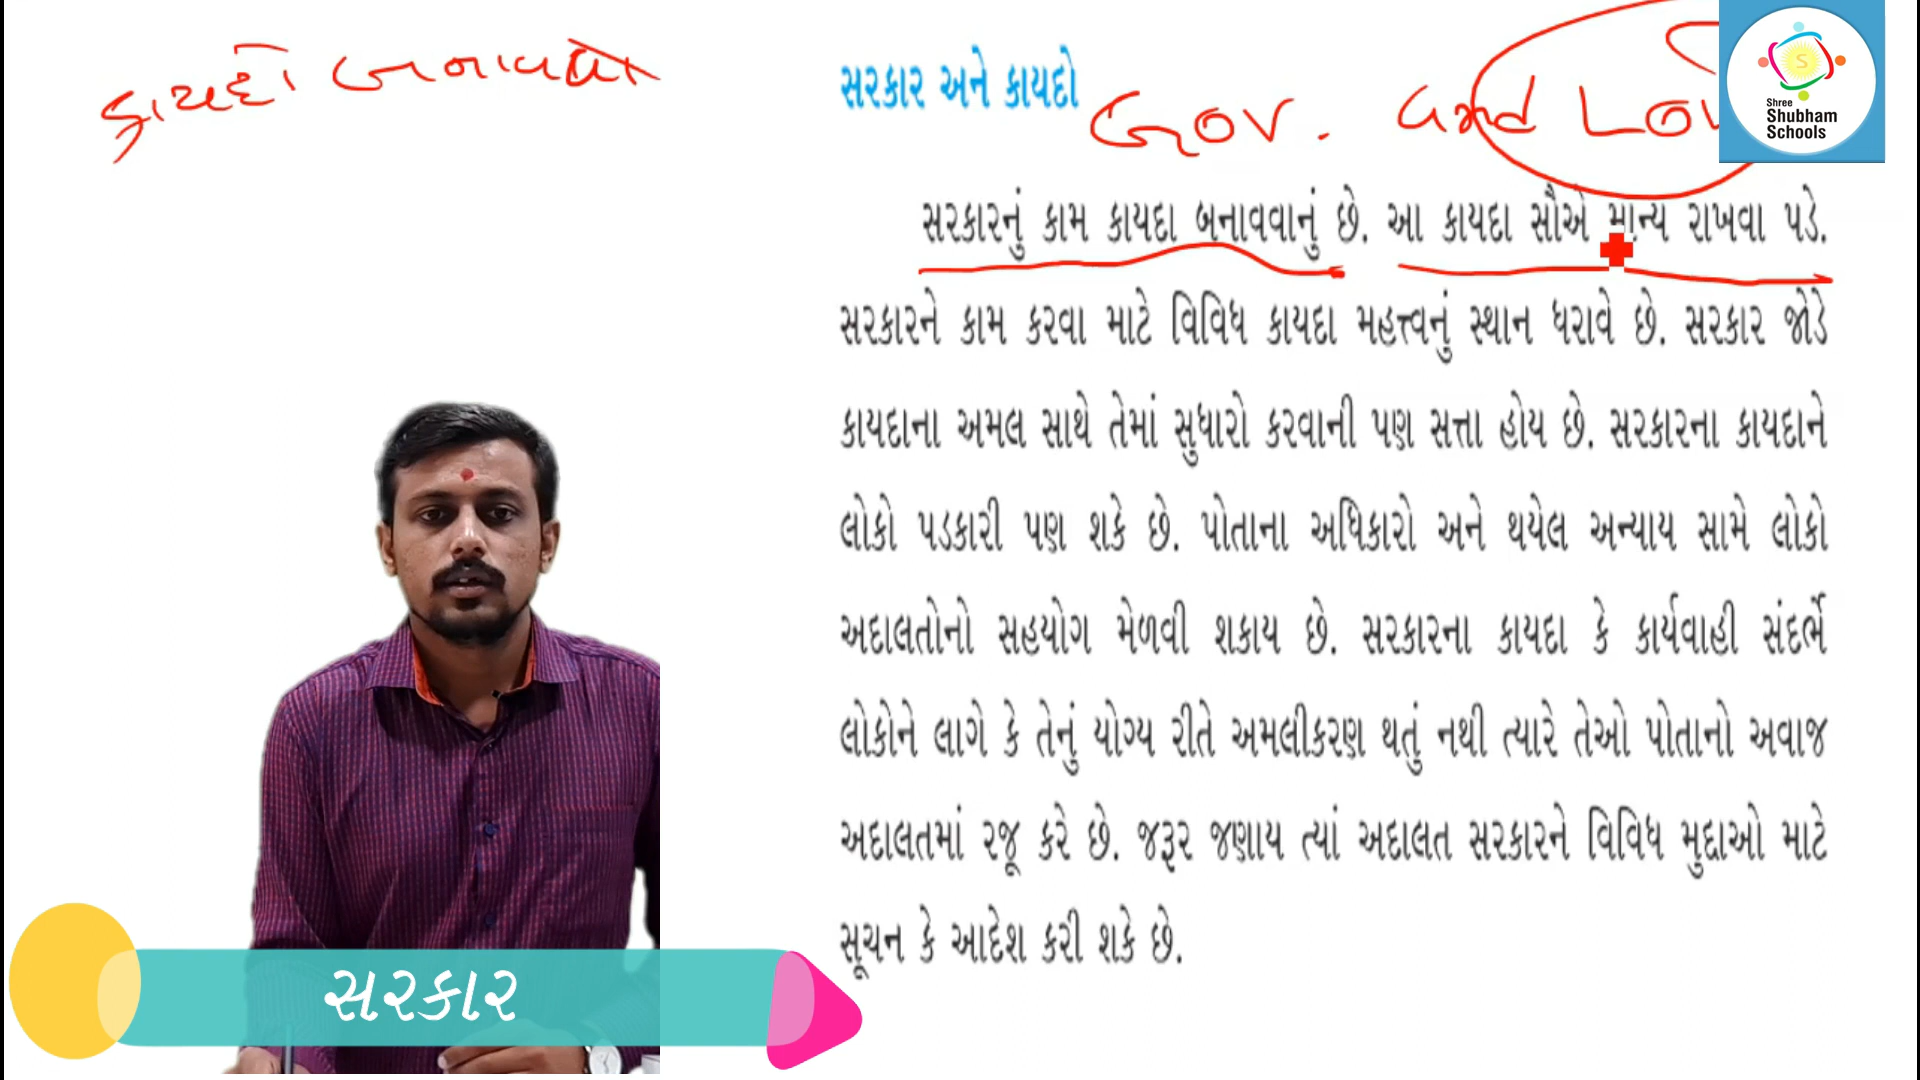 કાયદો બનાવવો
સરકાર અને કાયદો
Gov. and
Shree
Shubham
Schools
સરકારનું કામ કાયદા બનાવવાનું છે. આ કાયદા સૌએ માન્ય રાખવા પડે.
સરકારને કામ કરવા માટે વિવિધ કાયદા મહત્ત્વનું સ્થાન ધરાવે છે. સરકાર જોડે
કાયદાના અમલ સાથે તેમાં સુધારો કરવાની પણ સત્તા હોય છે. સરકારના કાયદાને
લોકો પડકારી પણ શકે છે. પોતાના અધિકારો અને થયેલ અન્યાય સામે લોકો
અદાલતોનો સહયોગ મેળવી શકાય છે. સરકારના કાયદા કે કાર્યવાહી સંદર્ભે
લોકોને લાગે કે તેનું યોગ્ય રીતે અમલીકરણ થતું નથી ત્યારે તેઓ પોતાનો અવાજ
અદાલતમાં રજૂ કરે છે. જરૂર જણાય ત્યાં અદાલત સરકારને વિવિધ મુદ્દાઓ માટે
સૂચન કે આદેશ કરી શકે છે.
સરકાર